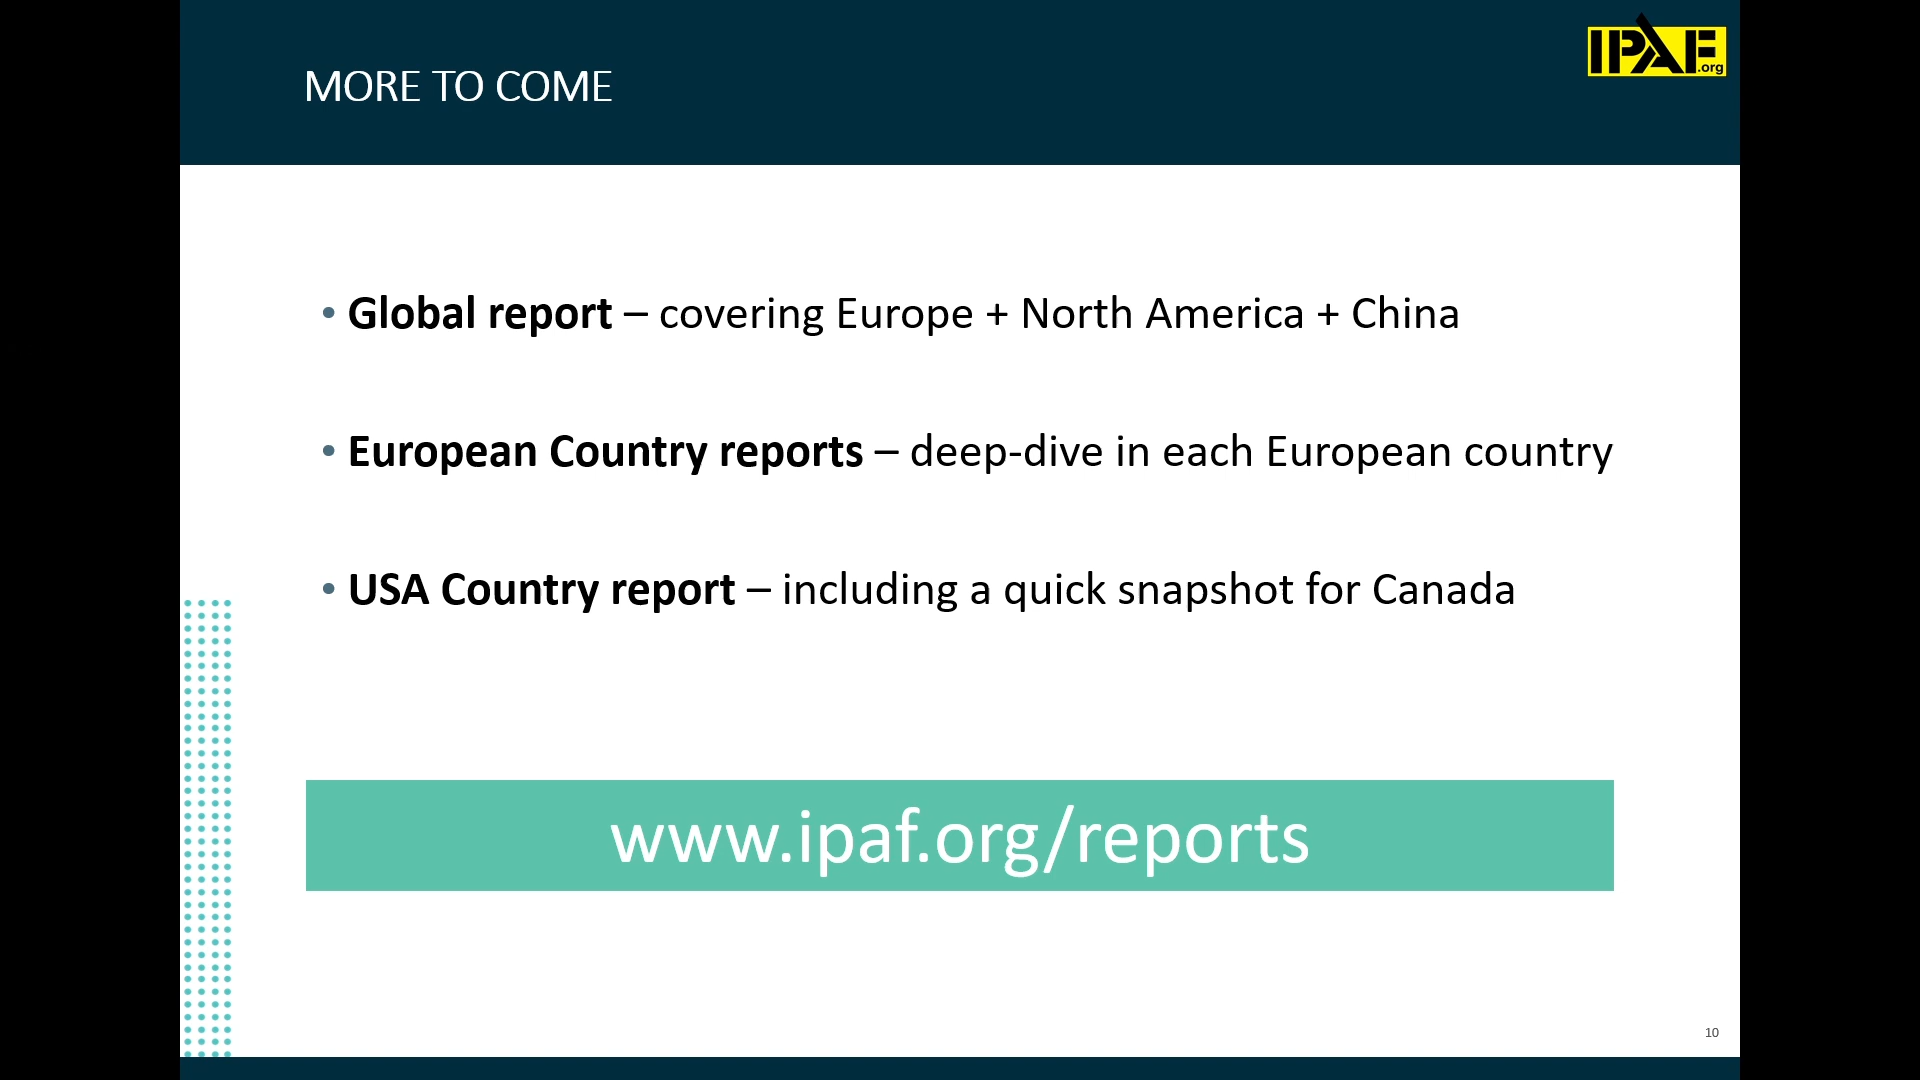 IPAF
.org
MORE TO COME
• Global report – covering Europe + North America + China
• European Country reports – deep-dive in each European country
• USA Country report – including a quick snapshot for Canada
www.ipaf.org/reports
10